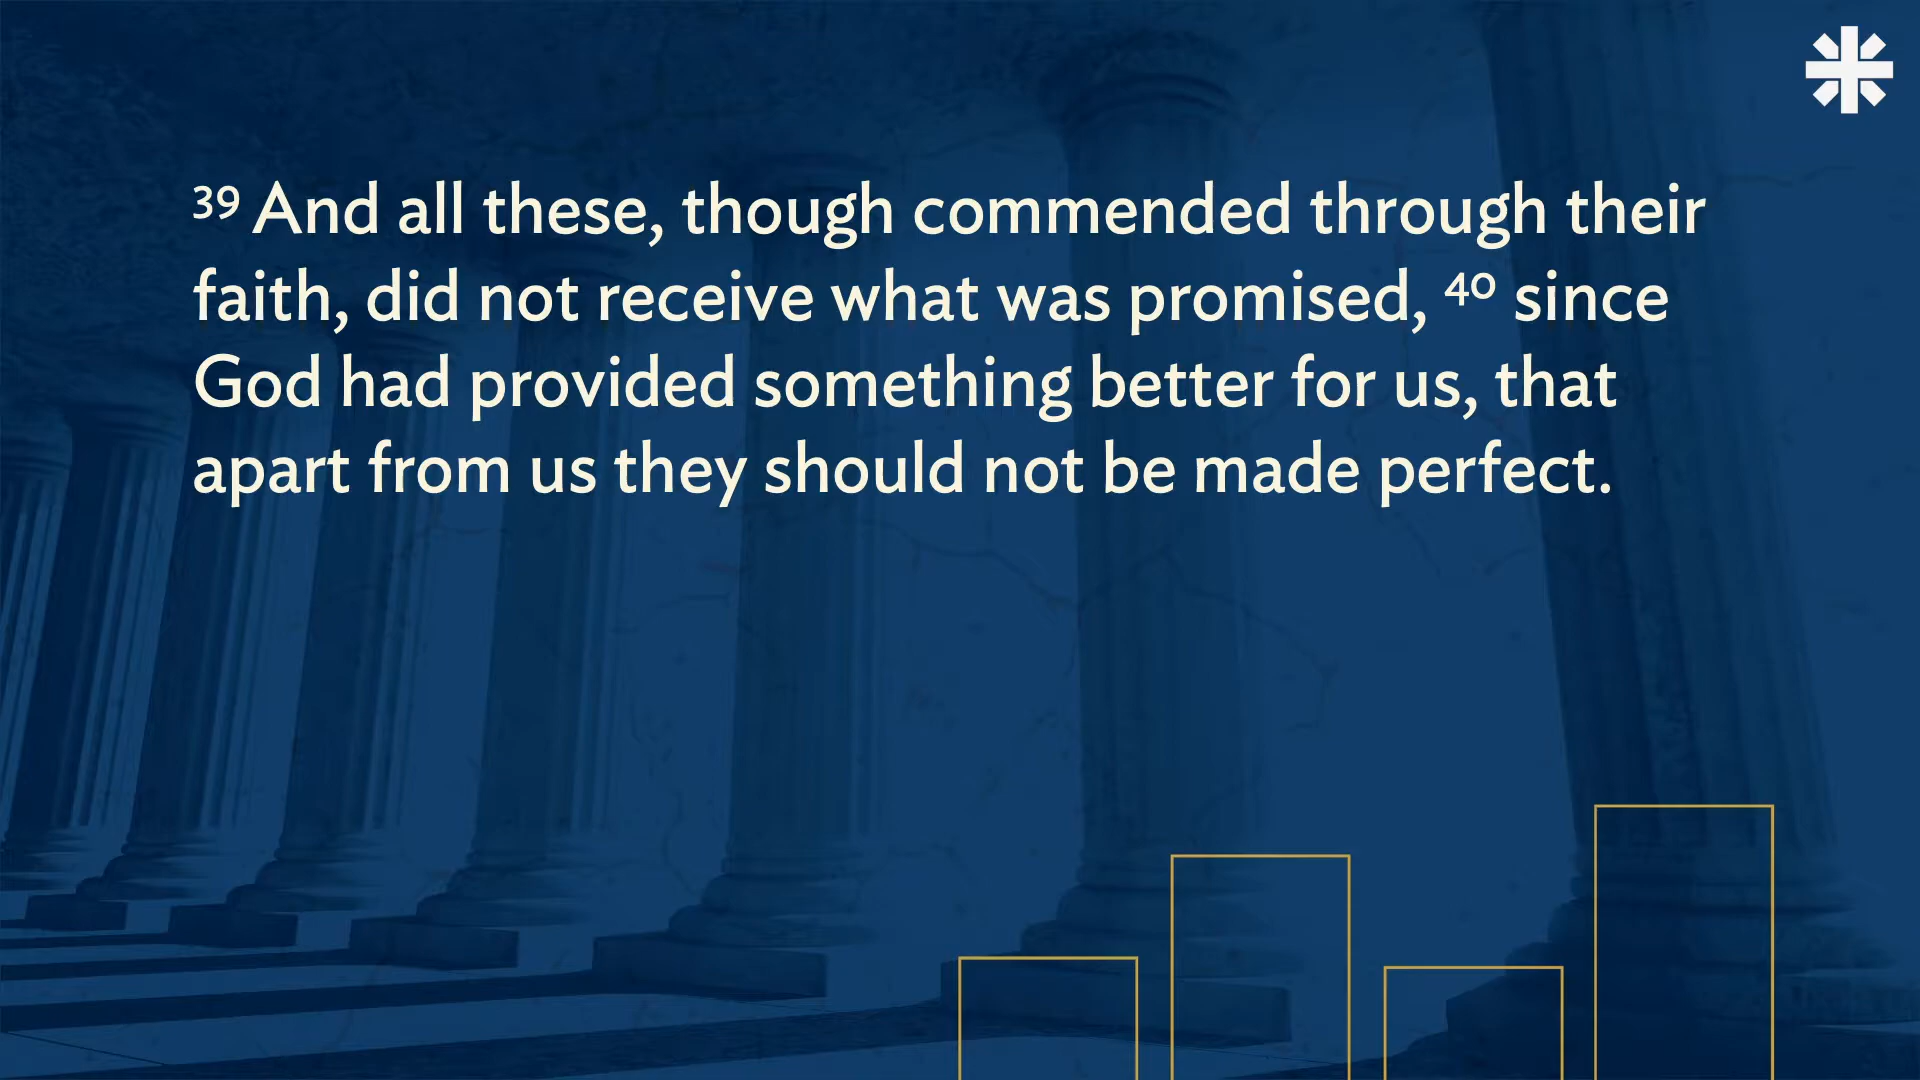 ³⁹ And all these, though commended through their
faith, did not receive what was promised, ⁴⁰ since
God had provided something better for us, that
apart from us they should not be made perfect.